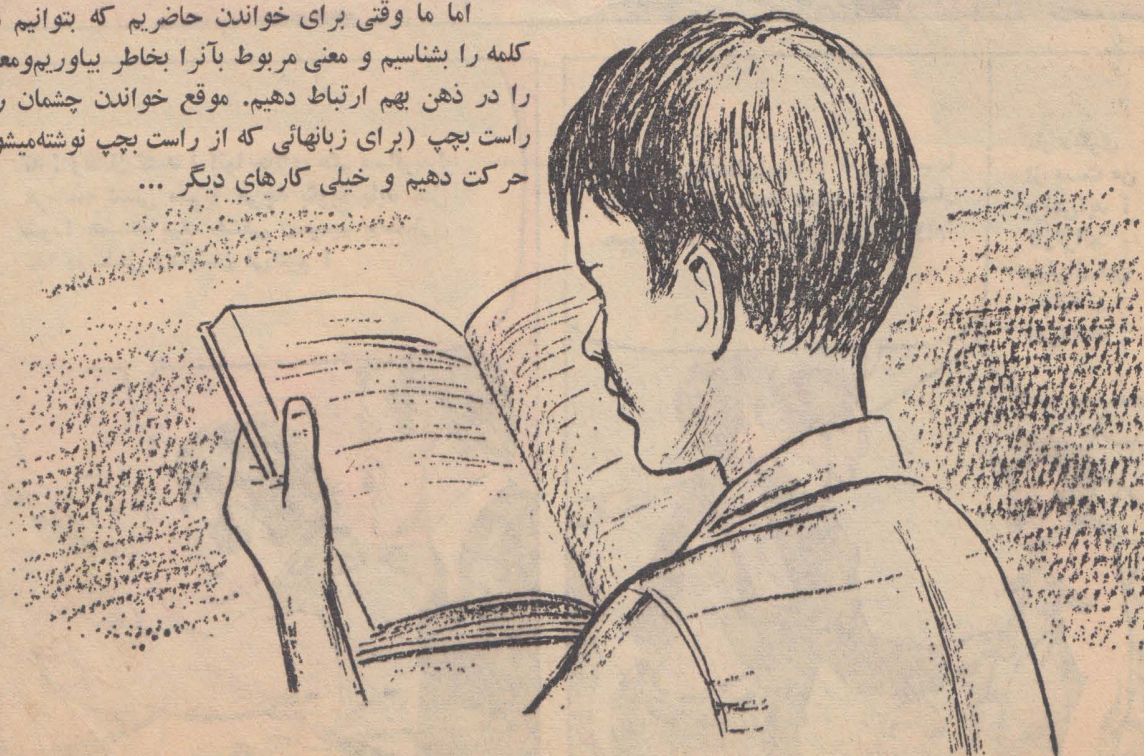 اما ما وقتی برای خواندن حاضریم که بتوانیم
کلمه را بشناسیم و معنی مربوط بآنرا بخاطر بیاوریم‌و
را در ذهن بهم ارتباط دهیم. موقع خواندن چشمان
راست بچپ (برای زبانهائی که از راست بچپ نوشته
حرکت دهیم و خیلی کارهای دیگر ...